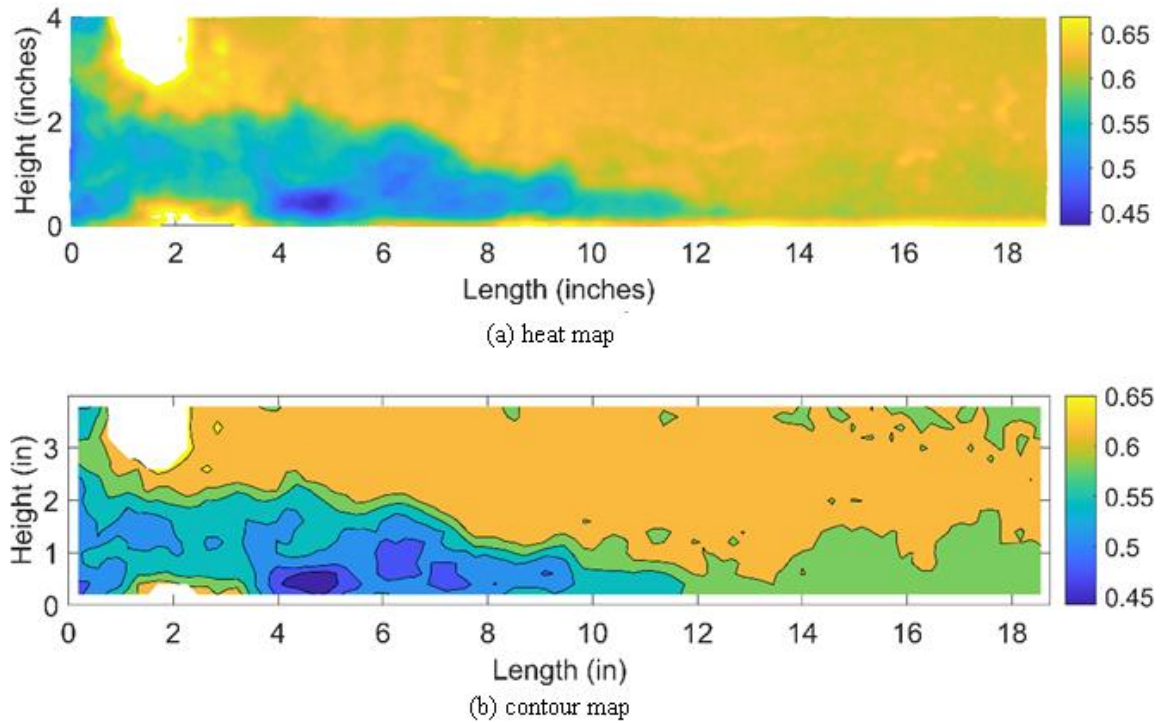 4
2
0
Height (inches)
0 2 4 6 8 10 12 14 16 18
Length (inches)
0.65
0.6
0.55
0.5
0.45
(a) heat map
3
2
1
0
Height (in)
0 2 4 6 8 10 12 14 16 18
Length (in)
0.65
0.6
0.55
0.5
0.45
(b) contour map